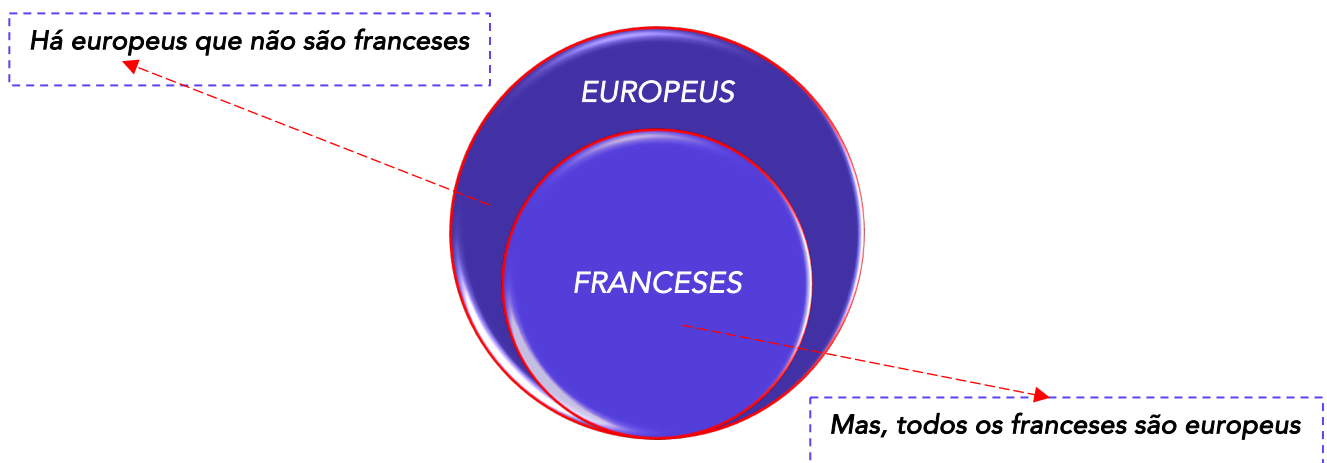 Há europeus que não são franceses
EUROPEUS
FRANCESES
Mas, todos os franceses são europeus